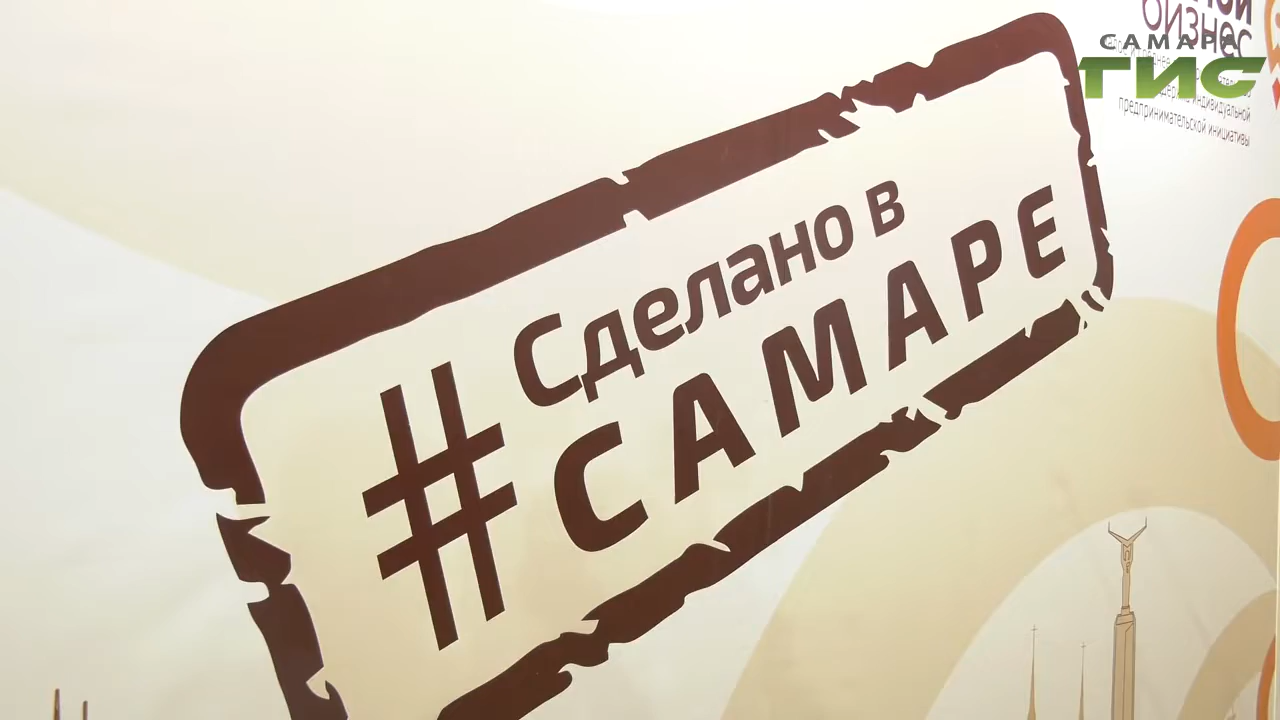 бизнес
САМАРА
ГИС
индивидуальной
предпринимательской инициативы
#Сделано в
САМАРЕ